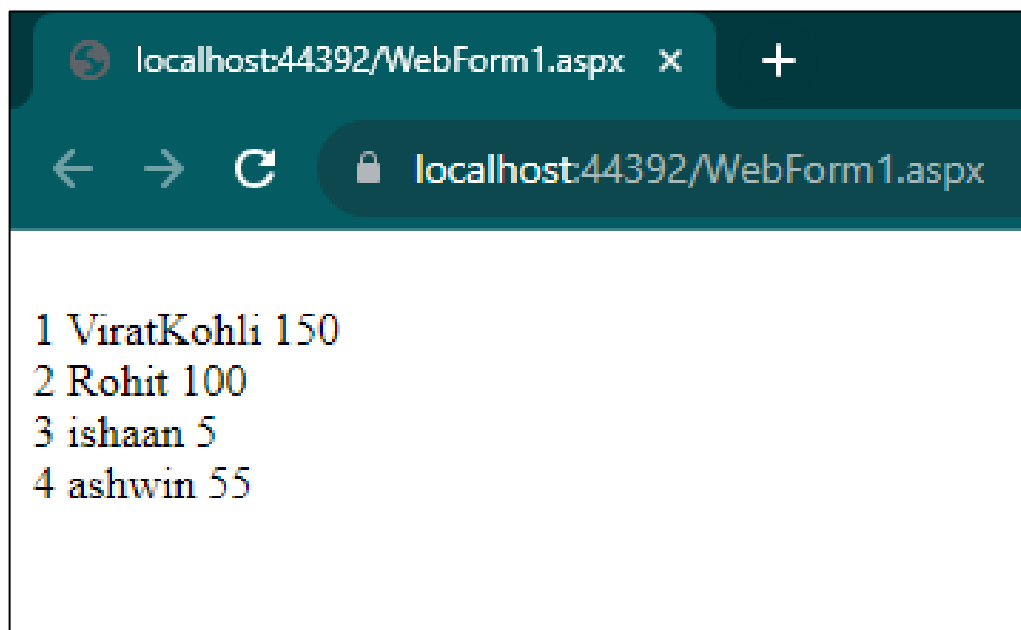 localhost:44392/WebForm1.aspx
localhost:44392/WebForm1.aspx
1 ViratKohli 150
2 Rohit 100
3 ishaan 5
4 ashwin 55